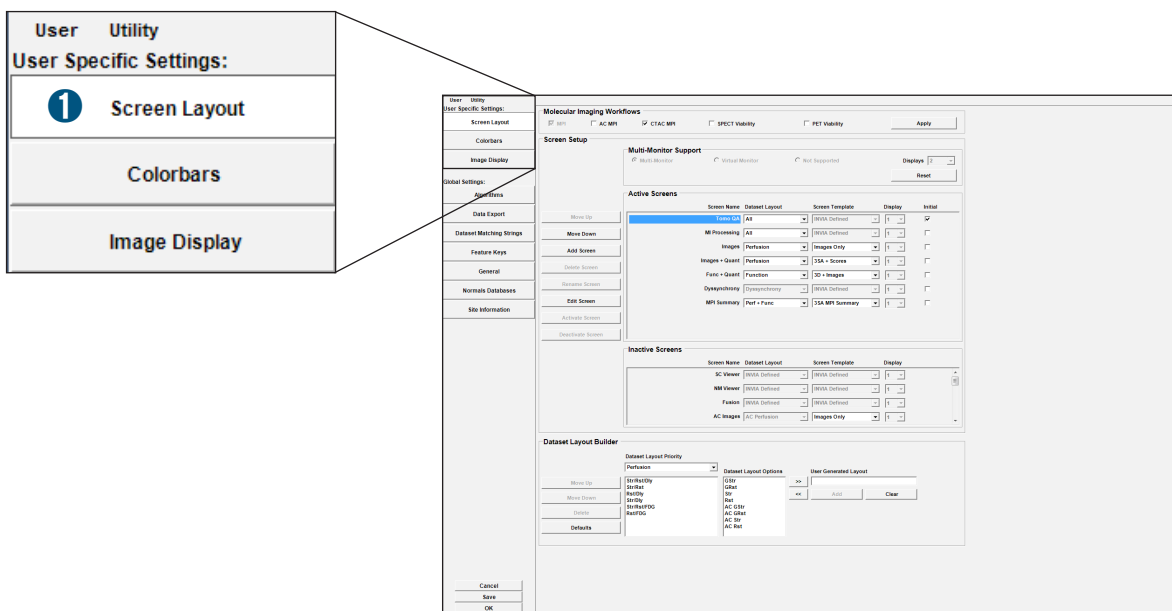 User Utility
User Specific Settings:
1 Screen Layout
Colorbars
Image Display
User Utility
User Specific Settings:
Screen Layout
Colorbars
Image Display
Global Settings:
Algorithms
Data Export
Dataset Matching Strings
Feature Keys
General
Normals Databases
Site Information
Cancel
Save
OK
Molecular Imaging Workflows
MPI AC MPI CTAC MPI SPECT Viability PET Viability Apply
Screen Setup
Multi-Monitor Support
Multi-Monitor Virtual Monitor Not Supported Displays 2
Reset
Active Screens
Screen Name Dataset Layout Screen Template Display Initial
Move Up Tomo QA All INVIA Defined 1
Move Down MI Processing All INVIA Defined 1
Add Screen Images Perfusion Images Only 1
Delete Screen Images + Quant Perfusion 3SA + Scores 1
Rename Screen Func + Quant Function 3D + Images 1
Edit Screen Dyssynchrony Dyssynchrony INVIA Defined 1
Activate Screen MPI Summary Perf + Func 3SA MPI Summary 1
Deactivate Screen
Inactive Screens
Screen Name Dataset Layout Screen Template Display
SC Viewer INVIA Defined INVIA Defined 1
NM Viewer INVIA Defined INVIA Defined 1
Fusion INVIA Defined INVIA Defined 1
AC Images AC Perfusion Images Only 1
Dataset Layout Builder
Dataset Layout Priority
Perfusion
Dataset Layout Options User Generated Layout
Move Up
Move Down
Delete
Defaults
Str/Rst/Dly
Str/Rst
Rst/Dly
Str/Dly
Str/Rst/FDG
Rst/FDG
GStr
GRst
Str
Rst
AC GStr
AC GRst
AC Str
AC Rst
>>
<< Add Clear